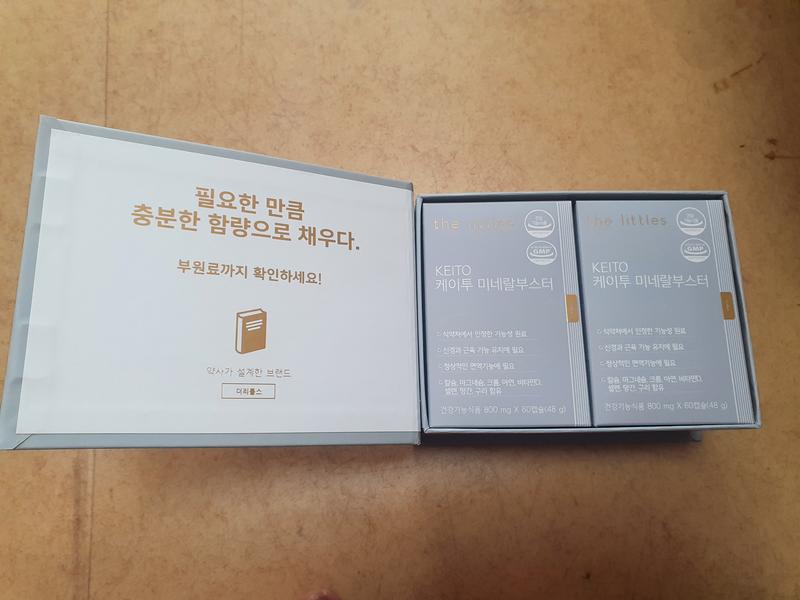 필요한 만큼
충분한 함량으로 채우다.
부원료까지 확인하세요!
약사가 설계한 브랜드
더리틀스
the littles
GMP
KEITO
케이투 미네랄부스터
식약처에서 인정한 기능성 원료
신경과 근육 기능 유지에 필요
정상적인 면역기능에 필요
칼슘, 마그네슘, 크롬, 아연, 비타민D,
셀렌, 망간, 구리 함유
건강기능식품 800 mg X 60캡슐(48 g)
the littles
GMP
KEITO
케이투 미네랄부스터
식약처에서 인정한 기능성 원료
신경과 근육 기능 유지에 필요
정상적인 면역기능에 필요
칼슘, 마그네슘, 크롬, 아연, 비타민D,
셀렌, 망간, 구리 함유
건강기능식품 800 mg X 60캡슐(48 g)